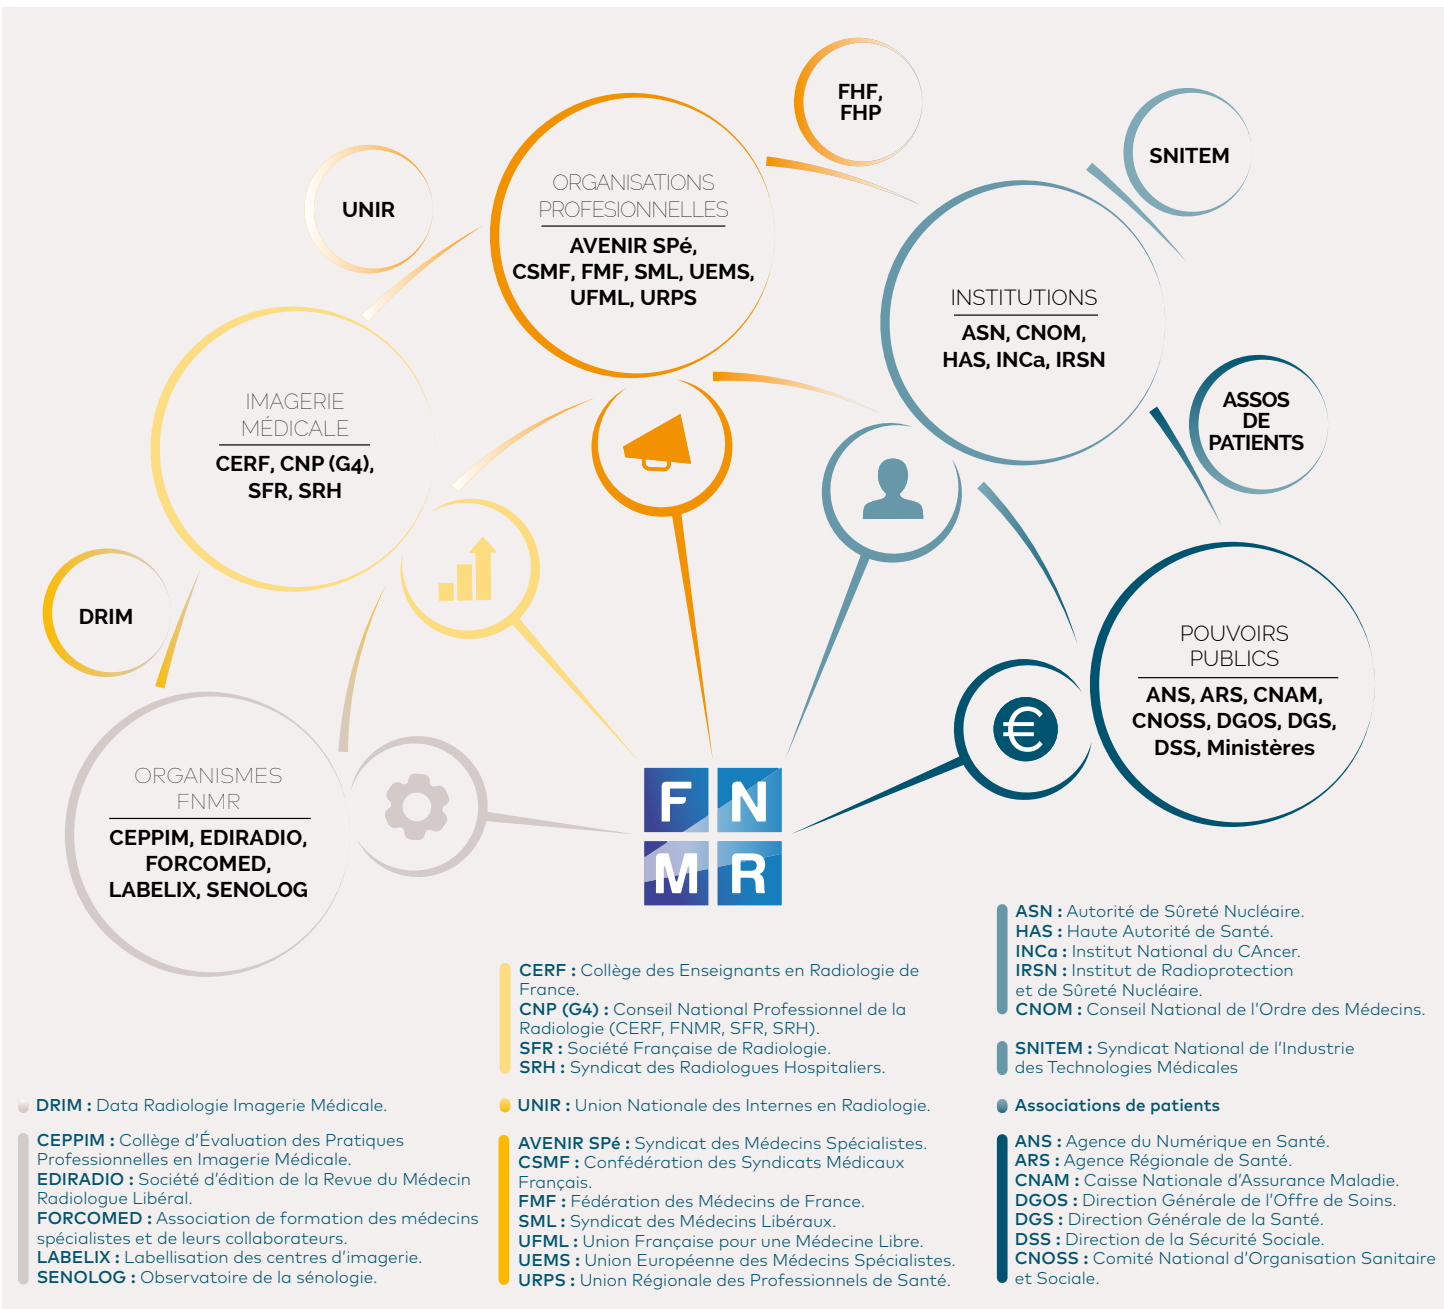 FHF,
FHP
SNITEM
UNIR
ORGANISATIONS
PROFESIONNELLES
AVENIR SPé,
CSMF, FMF, SML, UEMS,
UFML, URPS
INSTITUTIONS
ASN, CNOM,
HAS, INCa, IRSN
IMAGERIE
MÉDICALE
CERF, CNP (G4),
SFR, SRH
ASSOS
DE
PATIENTS
DRIM
POUVOIRS
PUBLICS
ANS, ARS, CNAM,
CNOSS, DGOS, DGS,
DSS, Ministères
€
ORGANISMES
FNMR
CEPPIM, EDIRADIO,
FORCOMED,
LABELIX, SENOLOG
F N
M R
DRIM : Data Radiologie Imagerie Médicale.
CEPPIM : Collège d'Évaluation des Pratiques
Professionnelles en Imagerie Médicale.
EDIRADIO : Société d'édition de la Revue du Médecin
Radiologue Libéral.
FORCOMED : Association de formation des médecins
spécialistes et de leurs collaborateurs.
LABELIX : Labellisation des centres d'imagerie.
SENOLOG : Observatoire de la sénologie.
CERF : Collège des Enseignants en Radiologie de
France.
CNP (G4) : Conseil National Professionnel de la
Radiologie (CERF, FNMR, SFR, SRH).
SFR : Société Française de Radiologie.
SRH : Syndicat des Radiologues Hospitaliers.
UNIR : Union Nationale des Internes en Radiologie.
AVENIR SPé : Syndicat des Médecins Spécialistes.
CSMF : Confédération des Syndicats Médicaux
Français.
FMF : Fédération des Médecins de France.
SML : Syndicat des Médecins Libéraux.
UFML : Union Française pour une Médecine Libre.
UEMS : Union Européenne des Médecins Spécialistes.
URPS : Union Régionale des Professionnels de Santé.
ASN : Autorité de Sûreté Nucléaire.
HAS : Haute Autorité de Santé.
INCa : Institut National du CAncer.
IRSN : Institut de Radioprotection
et de Sûreté Nucléaire.
CNOM : Conseil National de l'Ordre des Médecins.
SNITEM : Syndicat National de l'Industrie
des Technologies Médicales
Associations de patients
ANS : Agence du Numérique en Santé.
ARS : Agence Régionale de Santé.
CNAM : Caisse Nationale d'Assurance Maladie.
DGOS : Direction Générale de l'Offre de Soins.
DGS : Direction Générale de la Santé.
DSS : Direction de la Sécurité Sociale.
CNOSS : Comité National d'Organisation Sanitaire
et Sociale.